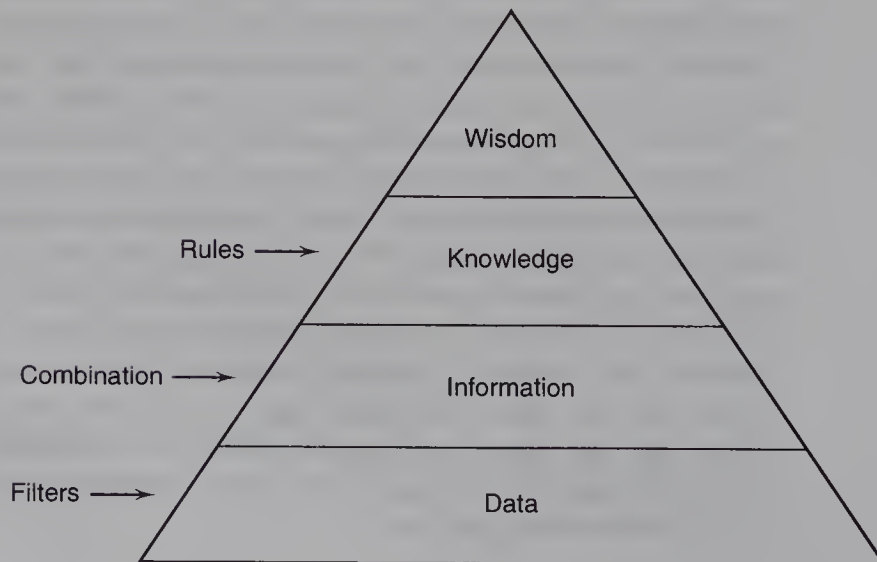 Wisdom
Rules
Knowledge
Combination
Information
Filters
Data